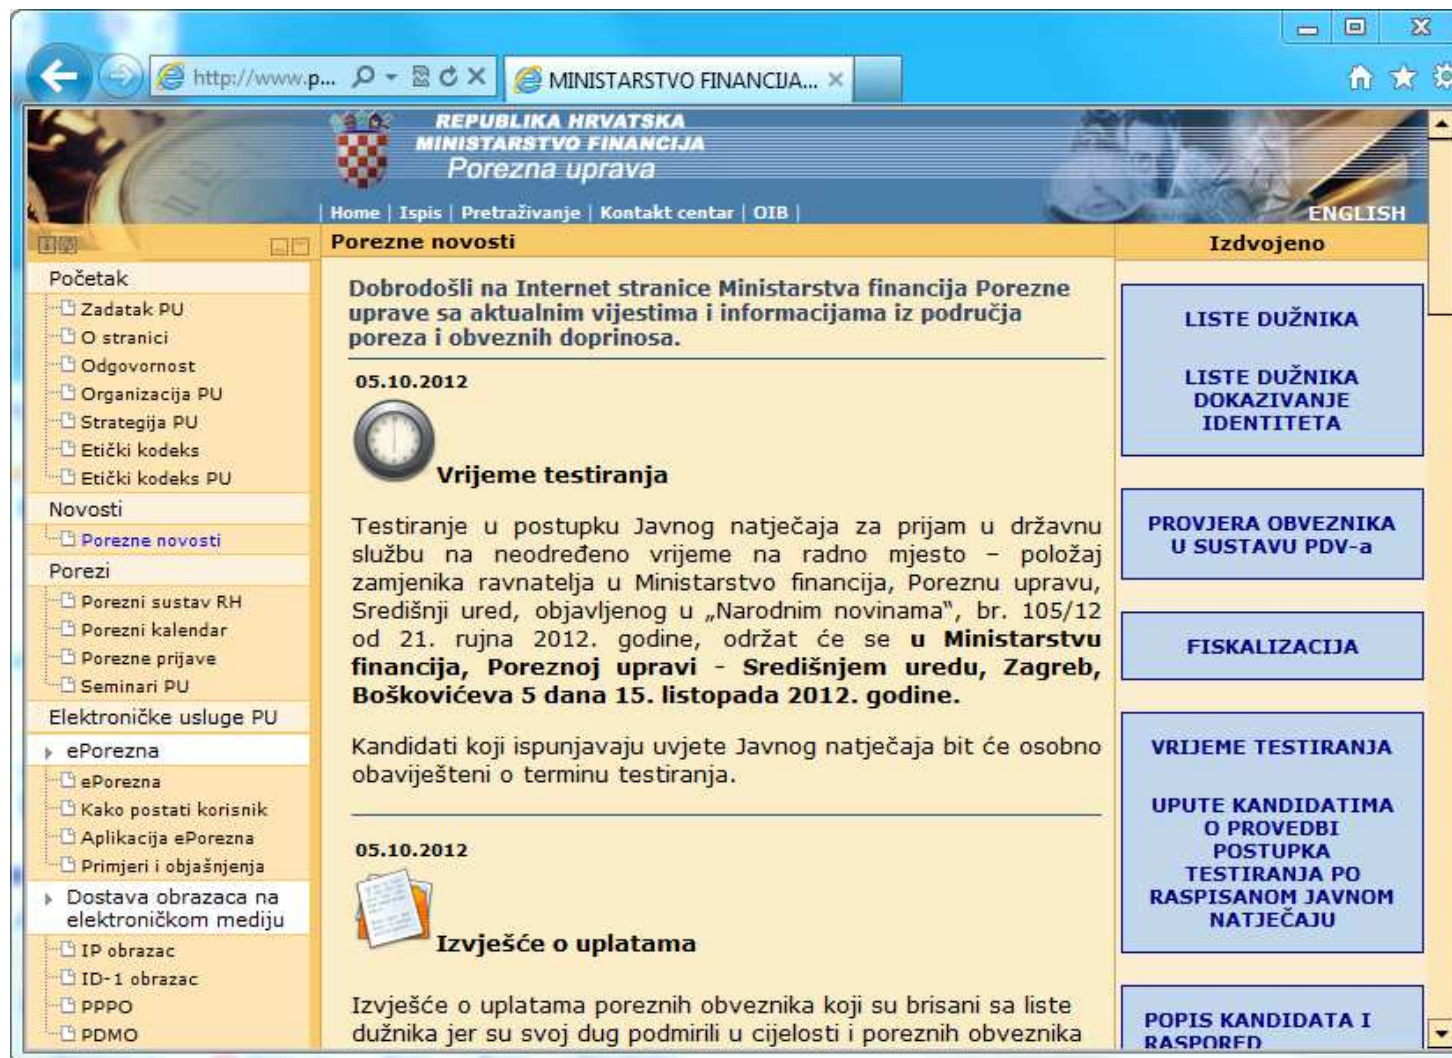 http://www.p...
MINISTARSTVO FINANCIJA...
REPUBLIKA HRVATSKA
MINISTARSTVO FINANCIJA
Porezna uprava
| Home | Ispis | Pretraživanje | Kontakt centar | OIB |
ENGLISH
Početak
Zadatak PU
O stranici
Odgovornost
Organizacija PU
Strategija PU
Etički kodeks
Etički kodeks PU
Novosti
Porezne novosti
Porezi
Porezni sustav RH
Porezni kalendar
Porezne prijave
Seminari PU
Elektroničke usluge PU
ePorezna
ePorezna
Kako postati korisnik
Aplikacija ePorezna
Primjeri i objašnjenja
Dostava obrazaca na
elektroničkom mediju
IP obrazac
ID-1 obrazac
PPPO
PDMO
Porezne novosti
Dobrodošli na Internet stranice Ministarstva financija Porezne
uprave sa aktualnim vijestima i informacijama iz područja
poreza i obveznih doprinosa.
05.10.2012
Vrijeme testiranja
Testiranje u postupku Javnog natječaja za prijam u državnu
službu na neodređeno vrijeme na radno mjesto – položaj
zamjenika ravnatelja u Ministarstvo financija, Poreznu upravu,
Središnji ured, objavljenog u „Narodnim novinama“, br. 105/12
od 21. rujna 2012. godine, održat će se u Ministarstvu
financija, Poreznoj upravi - Središnjem uredu, Zagreb,
Boškovićeva 5 dana 15. listopada 2012. godine.
Kandidati koji ispunjavaju uvjete Javnog natječaja bit će osobno
obaviješteni o terminu testiranja.
05.10.2012
Izvješće o uplatama
Izvješće o uplatama poreznih obveznika koji su brisani sa liste
dužnika jer su svoj dug podmirili u cijelosti i poreznih obveznika
Izdvojeno
LISTE DUŽNIKA
LISTE DUŽNIKA
DOKAZIVANJE
IDENTITETA
PROVJERA OBVEZNIKA
U SUSTAVU PDV-a
FISKALIZACIJA
VRIJEME TESTIRANJA
UPUTE KANDIDATIMA
O PROVEDBI
POSTUPKA
TESTIRANJA PO
RASPISANOM JAVNOM
NATJEČAJU
POPIS KANDIDATA I
RASPORED